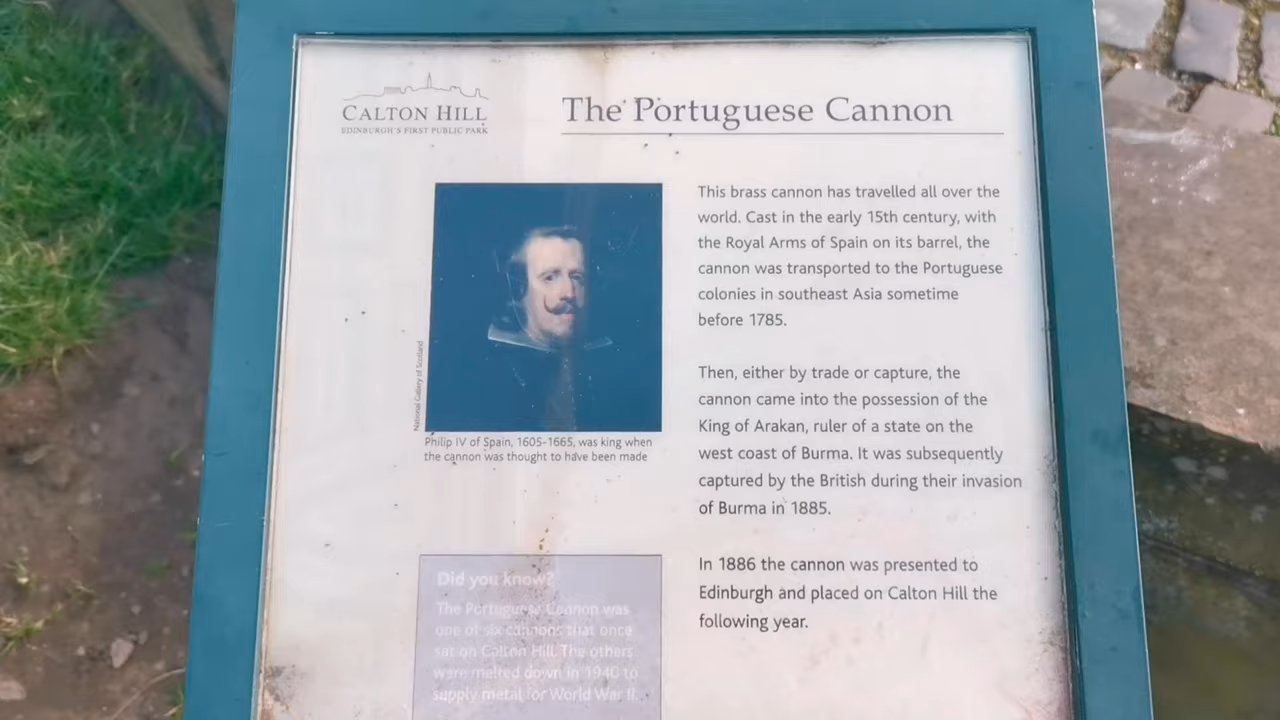 CALTON HILL
EDINBURGH'S FIRST PUBLIC PARK
The Portuguese Cannon
This brass cannon has travelled all over the
world. Cast in the early 15th century, with
the Royal Arms of Spain on its barrel, the
cannon was transported to the Portuguese
colonies in southeast Asia sometime
before 1785.
Then, either by trade or capture, the
cannon came into the possession of the
King of Arakan, ruler of a state on the
west coast of Burma. It was subsequently
captured by the British during their invasion
of Burma in 1885.
In 1886 the cannon was presented to
Edinburgh and placed on Calton Hill the
following year.
National Gallery of Scotland
Philip IV of Spain, 1605-1665, was king when
the cannon was thought to have been made
Did you know?
The Portuguese Cannon was
one of six cannons that once
sat on Calton Hill. The others
were melted down in 1940 to
supply metal for World War II.